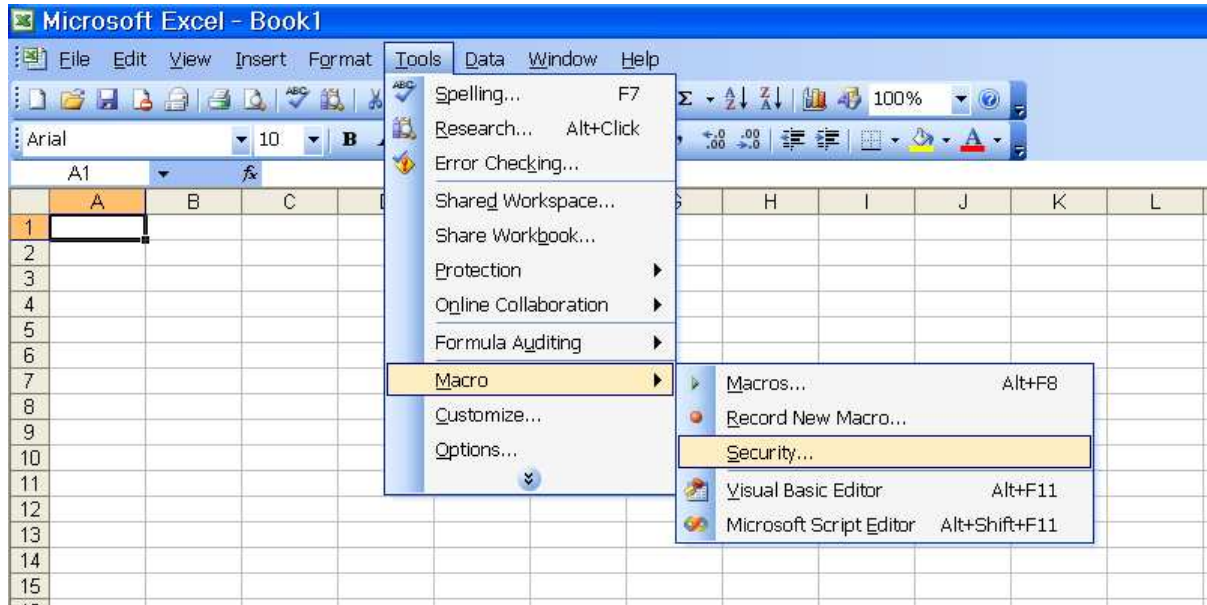 Microsoft Excel - Book1
File Edit View Insert Format Tools Data Window Help
100%
Arial 10 B
A1 fx
A B C H I J K L
1
2
3
4
5
6
7
8
9
10
11
12
13
14
15
ABC Spelling... F7
Research... Alt+Click
Error Checking...
Shared Workspace...
Share Workbook...
Protection
Online Collaboration
Formula Auditing
Macro
Customize...
Options...
Macros... Alt+F8
Record New Macro...
Security...
Visual Basic Editor Alt+F11
Microsoft Script Editor Alt+Shift+F11